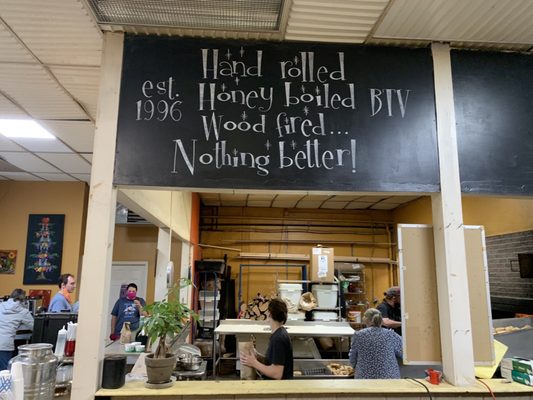 est.
1996
Hand rolled
Honey boiled
Wood fired...
Nothing better!
BTV